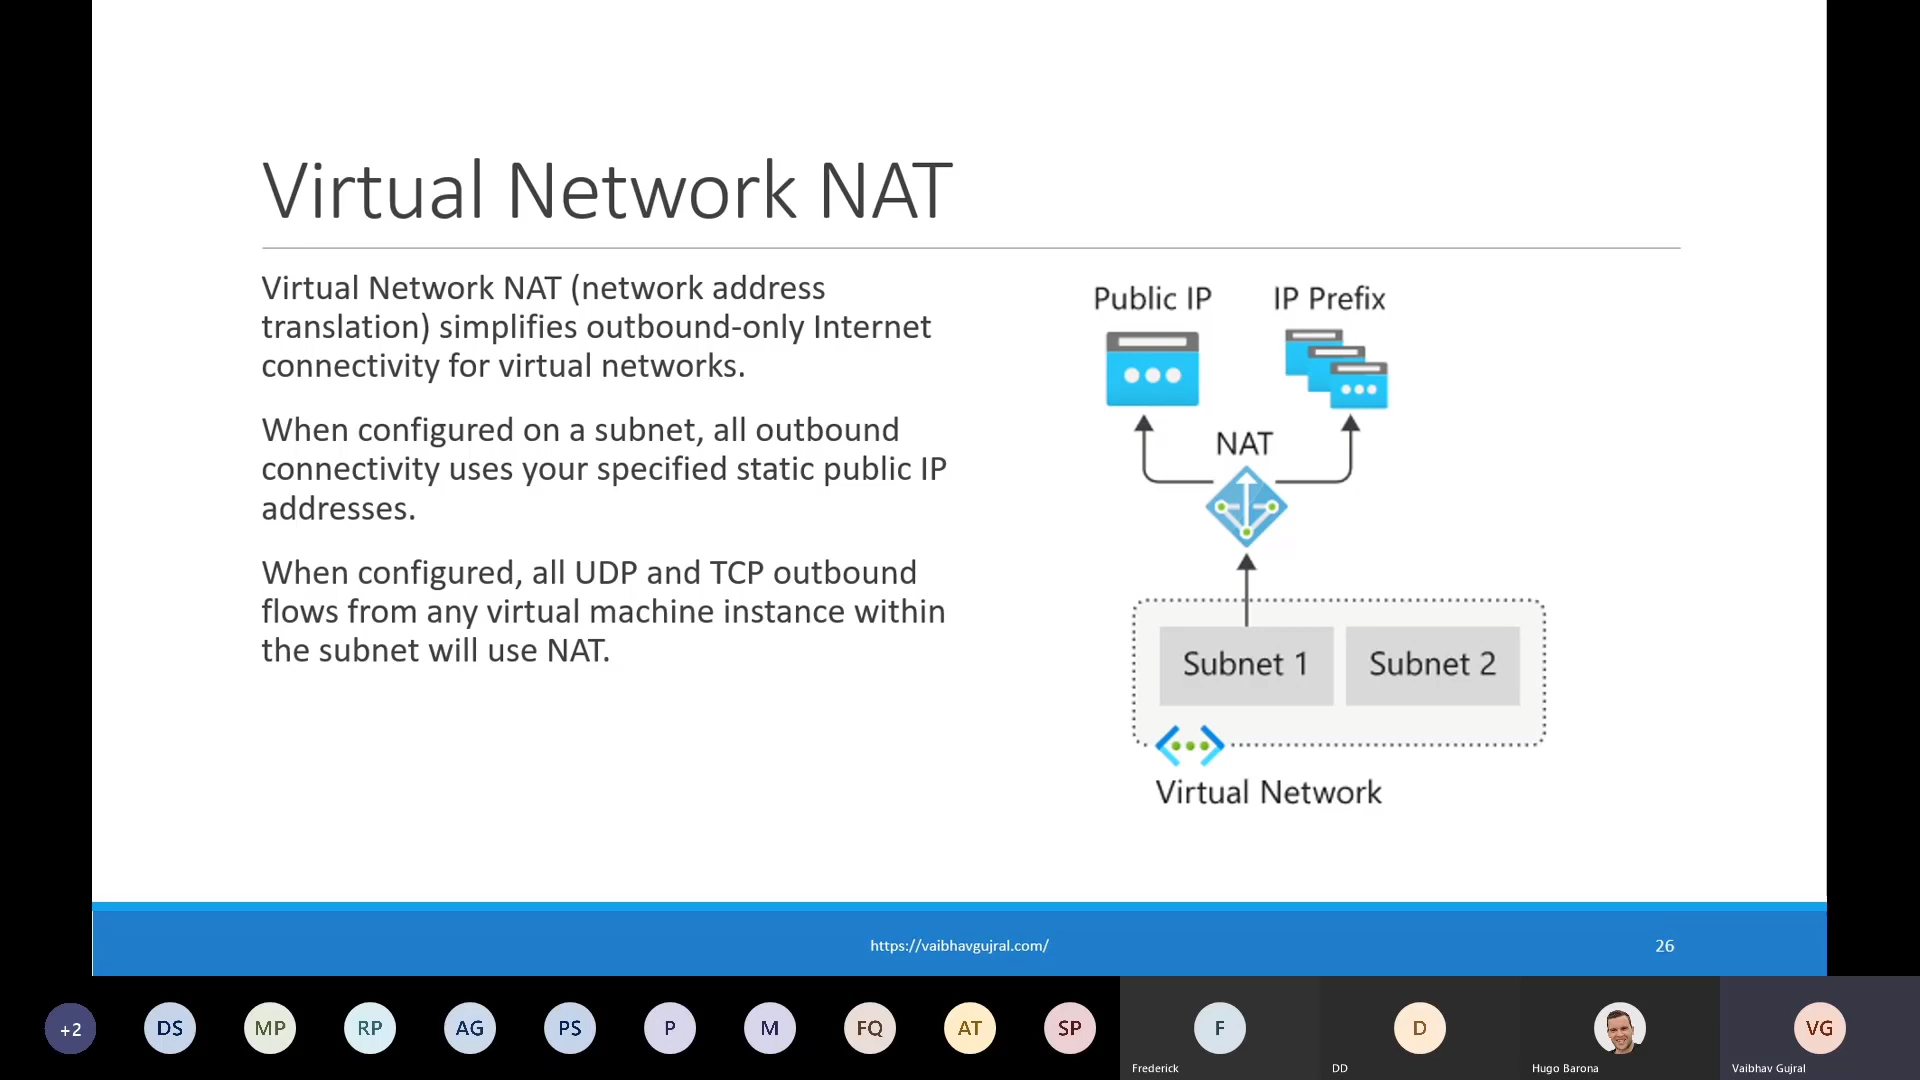 Virtual Network NAT
Virtual Network NAT (network address
translation) simplifies outbound-only Internet
connectivity for virtual networks.
When configured on a subnet, all outbound
connectivity uses your specified static public IP
addresses.
When configured, all UDP and TCP outbound
flows from any virtual machine instance within
the subnet will use NAT.
Public IP
IP Prefix
NAT
Subnet 1
Subnet 2
Virtual Network
https://vaibhavgujral.com/
26
+2
DS
MP
RP
AG
PS
P
M
FQ
AT
SP
F
Frederick
D
DD
Hugo Barona
VG
Vaibhav Gujral